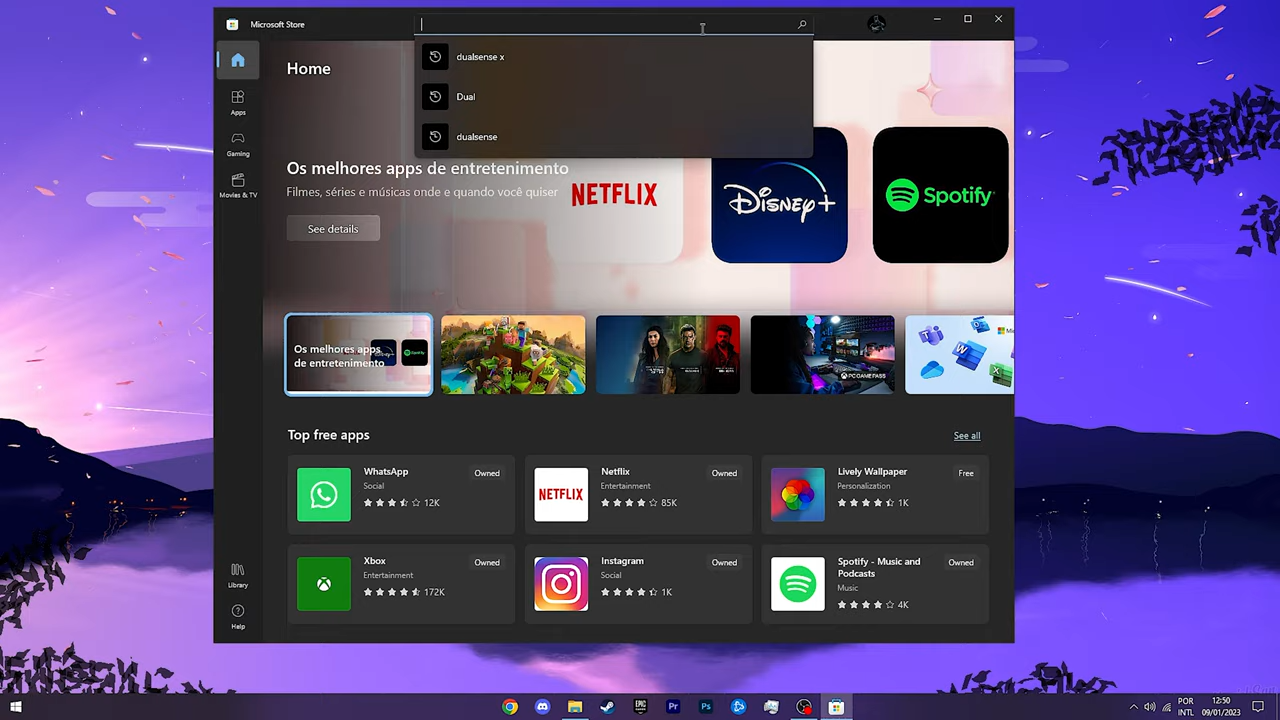 Microsoft Store
dualsense x
Dual
dualsense
Home
Apps
Gaming
Movies & TV
Library
Help
Os melhores apps de entretenimento
Filmes, séries e músicas onde e quando você quiser
See details
NETFLIX
Disney+
Spotify
Os melhores apps
de entretenimento
PC GAME PASS
Top free apps
See all
WhatsApp
Owned
Social
12K
Netflix
Owned
Entertainment
85K
NETFLIX
Lively Wallpaper
Free
Personalization
1K
Xbox
Owned
Entertainment
172K
Instagram
Owned
Social
1K
Spotify - Music and
Podcasts
Owned
Music
4K
POR
INTL
12:50
09/01/2023